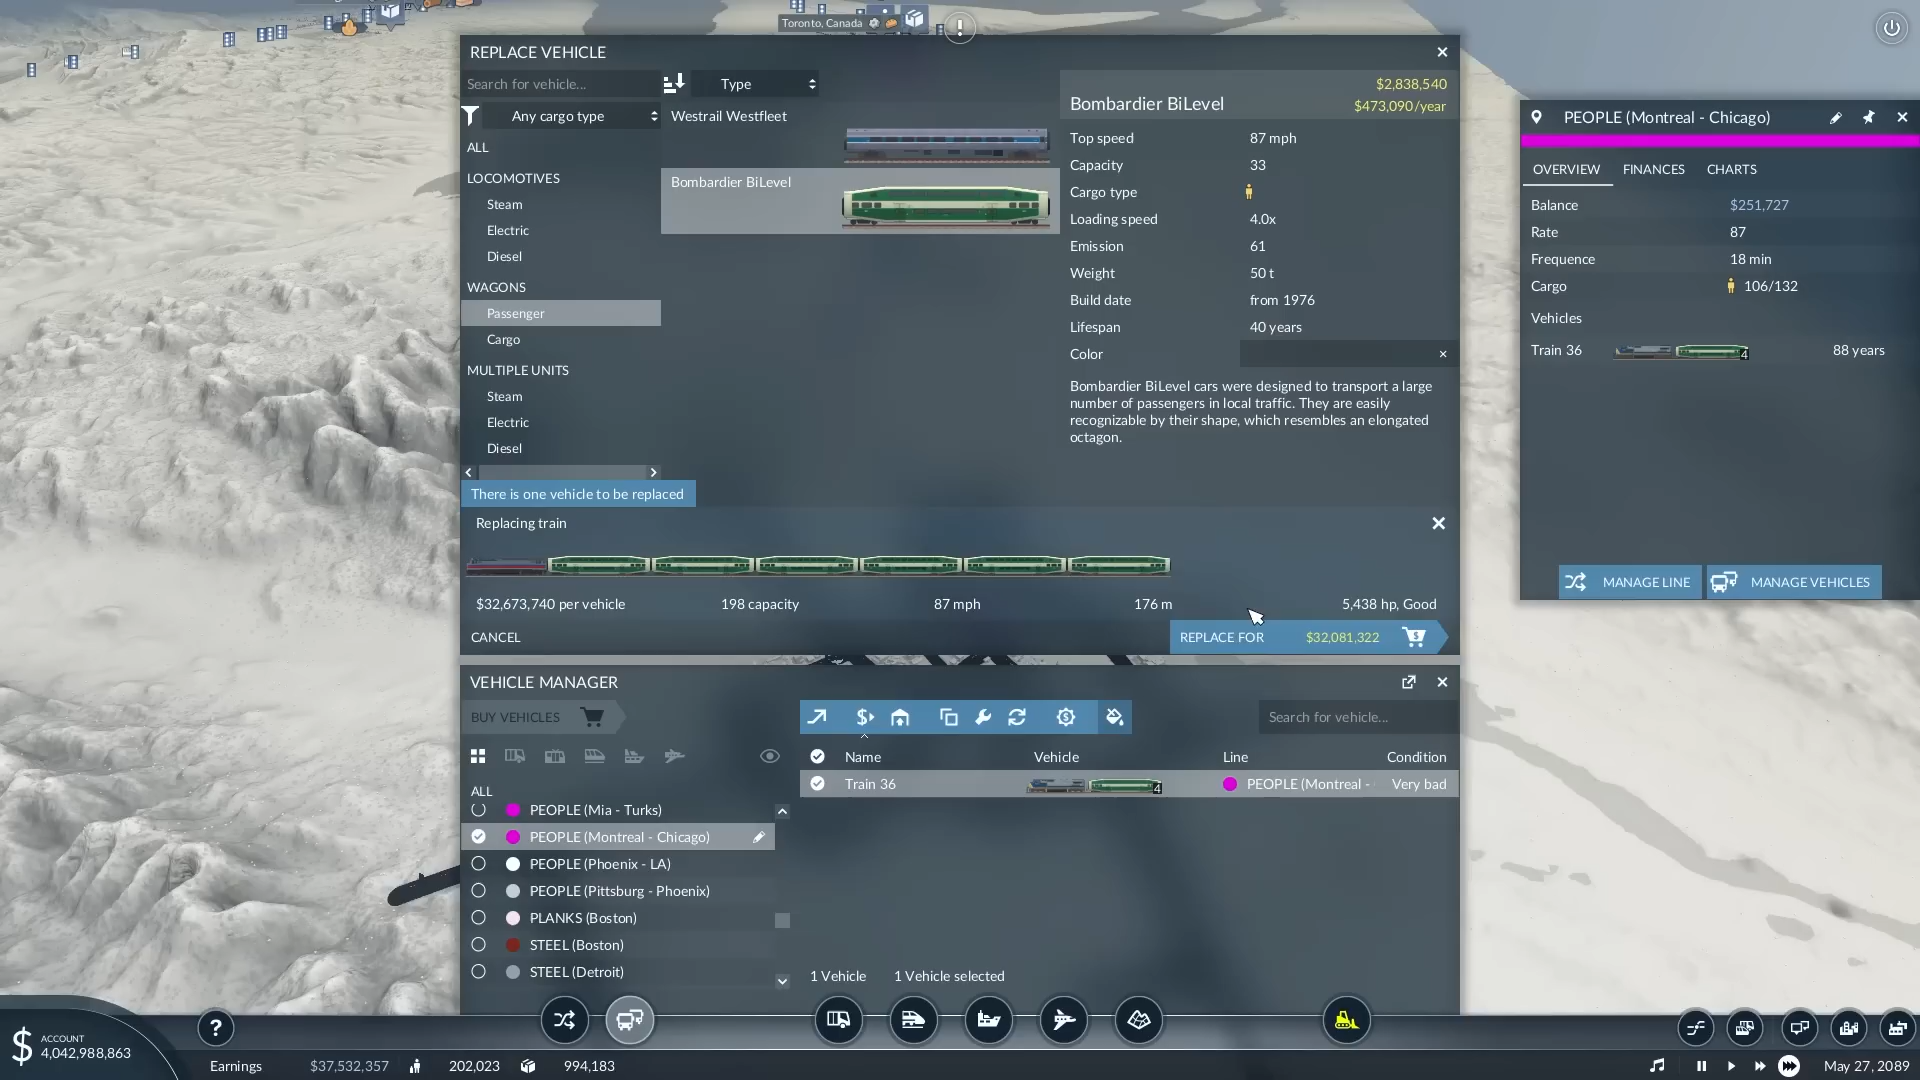 Toronto, Canada
REPLACE VEHICLE
Search for vehicle...
Type
Any cargo type
ALL
LOCOMOTIVES
Steam
Electric
Diesel
WAGONS
Passenger
Cargo
MULTIPLE UNITS
Steam
Electric
Diesel
Westrail Westfleet
Bombardier BiLevel
$2,838,540
Bombardier BiLevel
$473,090/year
Top speed 87 mph
Capacity 33
Cargo type
Loading speed 4.0x
Emission 61
Weight 50 t
Build date from 1976
Lifespan 40 years
Color
Bombardier BiLevel cars were designed to transport a large
number of passengers in local traffic. They are easily
recognizable by their shape, which resembles an elongated
octagon.
There is one vehicle to be replaced
Replacing train
$32,673,740 per vehicle 198 capacity 87 mph 176 m 5,438 hp, Good
CANCEL
REPLACE FOR $32,081,322
PEOPLE (Montreal - Chicago)
OVERVIEW FINANCES CHARTS
Balance $251,727
Rate 87
Frequence 18 min
Cargo 106/132
Vehicles
Train 36 4 88 years
MANAGE LINE MANAGE VEHICLES
VEHICLE MANAGER
BUY VEHICLES
Search for vehicle...
ALL
PEOPLE (Mia - Turks)
PEOPLE (Montreal - Chicago)
PEOPLE (Phoenix - LA)
PEOPLE (Pittsburg - Phoenix)
PLANKS (Boston)
STEEL (Boston)
STEEL (Detroit)
Name Vehicle Line Condition
Train 36 4 PEOPLE (Montreal - Very bad
1 Vehicle 1 Vehicle selected
$ ACCOUNT
4,042,988,863
?
Earnings $37,532,357 202,023 994,183
May 27, 2089